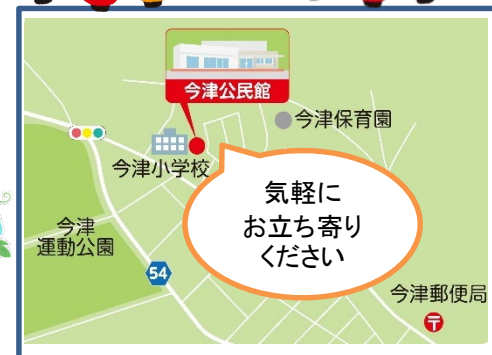 今津公民館
今津保育園
今津小学校
気軽に
お立ち寄り
ください
今津
運動公園
54
今津郵便局
〒